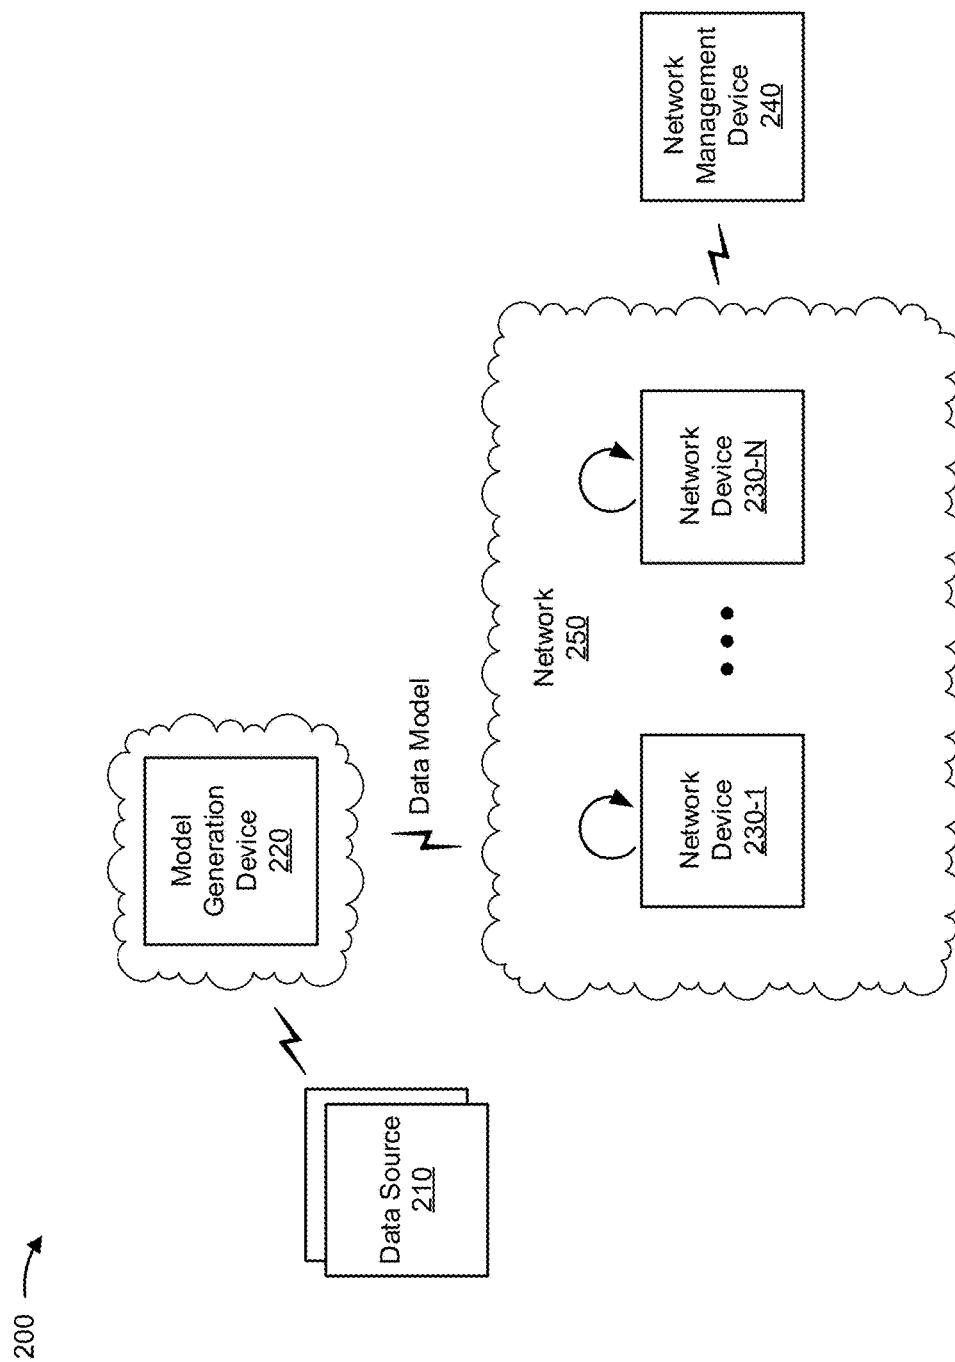 200
Data Source
210
Model
Generation
Device
220
Data Model
Network
250
Network
Device
230-1
Network
Device
230-N
Network
Management
Device
240